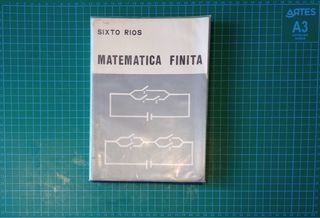 SIXTO RIOS
MATEMATICA FINITA
ARTES
A3